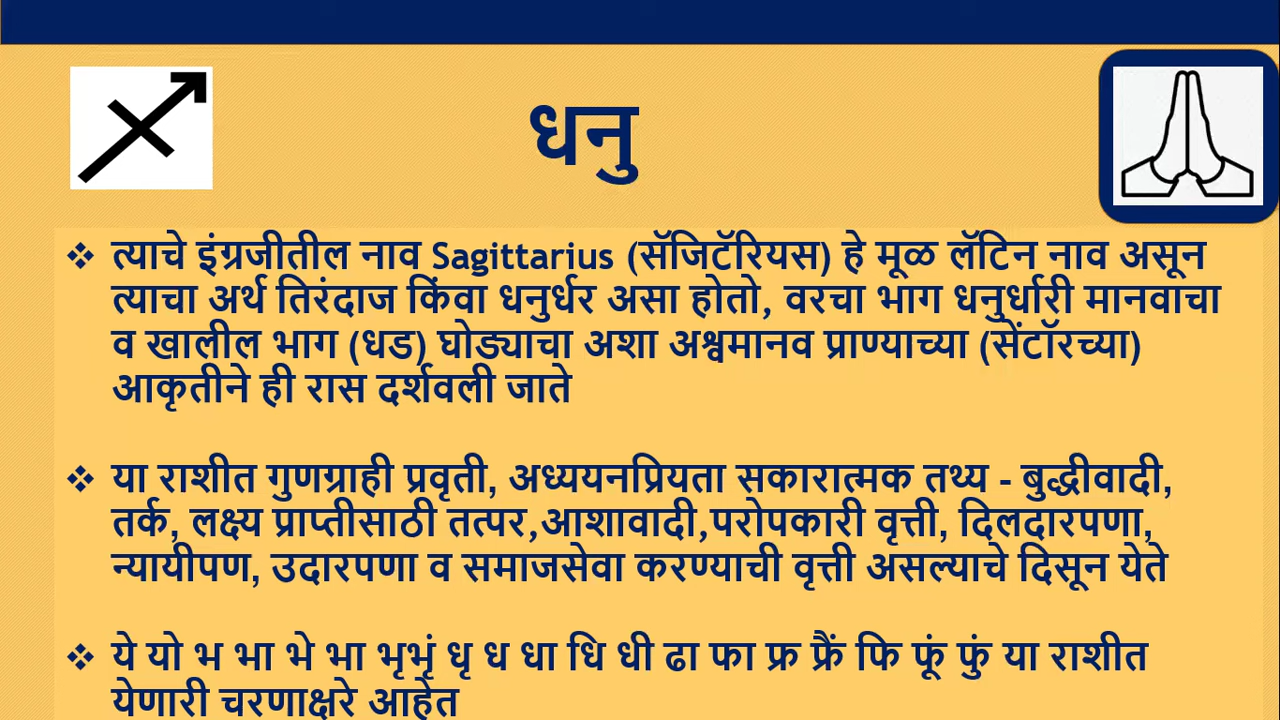 धनु
❖ त्याचे इंग्रजीतील नाव Sagittarius (सॅजिटॅरियस) हे मूळ लॅटिन नाव असून
त्याचा अर्थ तिरंदाज किंवा धनुर्धर असा होतो, वरचा भाग धनुर्धारी मानवाचा
व खालील भाग (धड) घोड्याचा अशा अश्वमानव प्राण्याच्या (सेंटॉरच्या)
आकृतीने ही रास दर्शवली जाते
❖ या राशीत गुणग्राही प्रवृती, अध्ययनप्रियता सकारात्मक तथ्य - बुद्धीवादी,
तर्क, लक्ष्य प्राप्तीसाठी तत्पर,आशावादी,परोपकारी वृत्ती, दिलदारपणा,
न्यायीपण, उदारपणा व समाजसेवा करण्याची वृत्ती असल्याचे दिसून येते
❖ ये यो भ भा भे भा भृभृं धृ ध धा धि धी ढा फा फ्र फ्रैं फि फूं फुं या राशीत
येणारी चरणाक्षरे आहेत